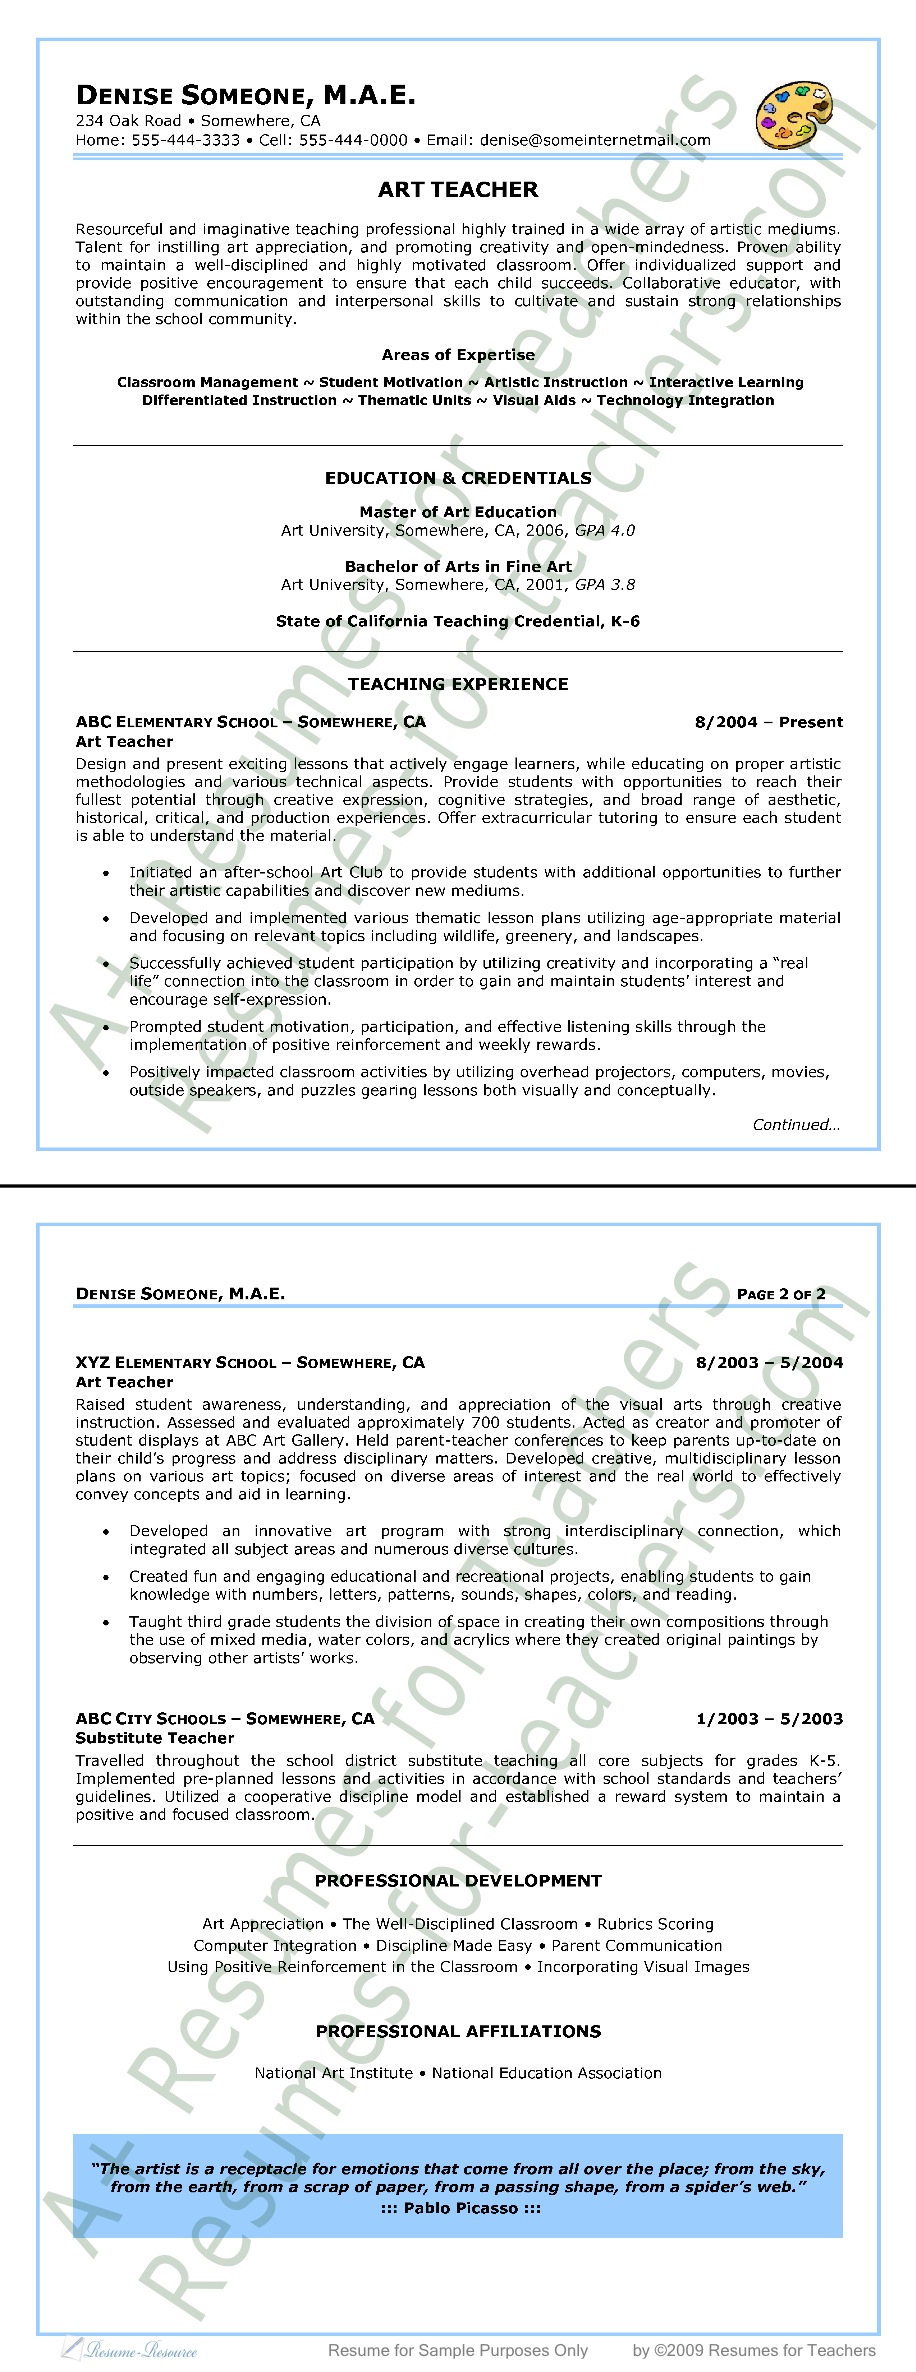 DENISE SOMEONE, M.A.E.
234 Oak Road • Somewhere, CA
Home: 555-444-3333 • Cell: 555-444-0000 • Email: denise@someinternetmail.com
ART TEACHER
Resourceful and imaginative teaching professional highly trained in a wide array of artistic mediums.
Talent for instilling art appreciation, and promoting creativity and open-mindedness. Proven ability
to maintain a well-disciplined and highly motivated classroom. Offer individualized support and
provide positive encouragement to ensure that each child succeeds. Collaborative educator, with
outstanding communication and interpersonal skills to cultivate and sustain strong relationships
within the school community.
Areas of Expertise
Classroom Management ~ Student Motivation ~ Artistic Instruction ~ Interactive Learning
Differentiated Instruction ~ Thematic Units ~ Visual Aids ~ Technology Integration
EDUCATION & CREDENTIALS
Master of Art Education
Art University, Somewhere, CA, 2006, GPA 4.0
Bachelor of Arts in Fine Art
Art University, Somewhere, CA, 2001, GPA 3.8
State of California Teaching Credential, K-6
TEACHING EXPERIENCE
ABC ELEMENTARY SCHOOL – SOMEWHERE, CA 8/2004 – Present
Art Teacher
Design and present exciting lessons that actively engage learners, while educating on proper artistic
methodologies and various technical aspects. Provide students with opportunities to reach their
fullest potential through creative expression, cognitive strategies, and broad range of aesthetic,
historical, critical, and production experiences. Offer extracurricular tutoring to ensure each student
is able to understand the material.
• Initiated an after-school Art Club to provide students with additional opportunities to further
their artistic capabilities and discover new mediums.
• Developed and implemented various thematic lesson plans utilizing age-appropriate material
and focusing on relevant topics including wildlife, greenery, and landscapes.
• Successfully achieved student participation by utilizing creativity and incorporating a “real
life” connection into the classroom in order to gain and maintain students’ interest and
encourage self-expression.
• Prompted student motivation, participation, and effective listening skills through the
implementation of positive reinforcement and weekly rewards.
• Positively impacted classroom activities by utilizing overhead projectors, computers, movies,
outside speakers, and puzzles gearing lessons both visually and conceptually.
Continued…
A+ Resumes for Teachers
Resumes-for-teachers.com
DENISE SOMEONE, M.A.E. PAGE 2 OF 2
XYZ ELEMENTARY SCHOOL – SOMEWHERE, CA 8/2003 – 5/2004
Art Teacher
Raised student awareness, understanding, and appreciation of the visual arts through creative
instruction. Assessed and evaluated approximately 700 students. Acted as creator and promoter of
student displays at ABC Art Gallery. Held parent-teacher conferences to keep parents up-to-date on
their child’s progress and address disciplinary matters. Developed creative, multidisciplinary lesson
plans on various art topics; focused on diverse areas of interest and the real world to effectively
convey concepts and aid in learning.
• Developed an innovative art program with strong interdisciplinary connection, which
integrated all subject areas and numerous diverse cultures.
• Created fun and engaging educational and recreational projects, enabling students to gain
knowledge with numbers, letters, patterns, sounds, shapes, colors, and reading.
• Taught third grade students the division of space in creating their own compositions through
the use of mixed media, water colors, and acrylics where they created original paintings by
observing other artists’ works.
ABC CITY SCHOOLS – SOMEWHERE, CA 1/2003 – 5/2003
Substitute Teacher
Travelled throughout the school district substitute teaching all core subjects for grades K-5.
Implemented pre-planned lessons and activities in accordance with school standards and teachers’
guidelines. Utilized a cooperative discipline model and established a reward system to maintain a
positive and focused classroom.
PROFESSIONAL DEVELOPMENT
Art Appreciation • The Well-Disciplined Classroom • Rubrics Scoring
Computer Integration • Discipline Made Easy • Parent Communication
Using Positive Reinforcement in the Classroom • Incorporating Visual Images
PROFESSIONAL AFFILIATIONS
National Art Institute • National Education Association
“The artist is a receptacle for emotions that come from all over the place; from the sky,
from the earth, from a scrap of paper, from a passing shape, from a spider’s web.”
::: Pablo Picasso :::
A+ Resumes for Teachers
Resumes-for-teachers.com
Resume-Resource Resume for Sample Purposes Only by ©2009 Resumes for Teachers